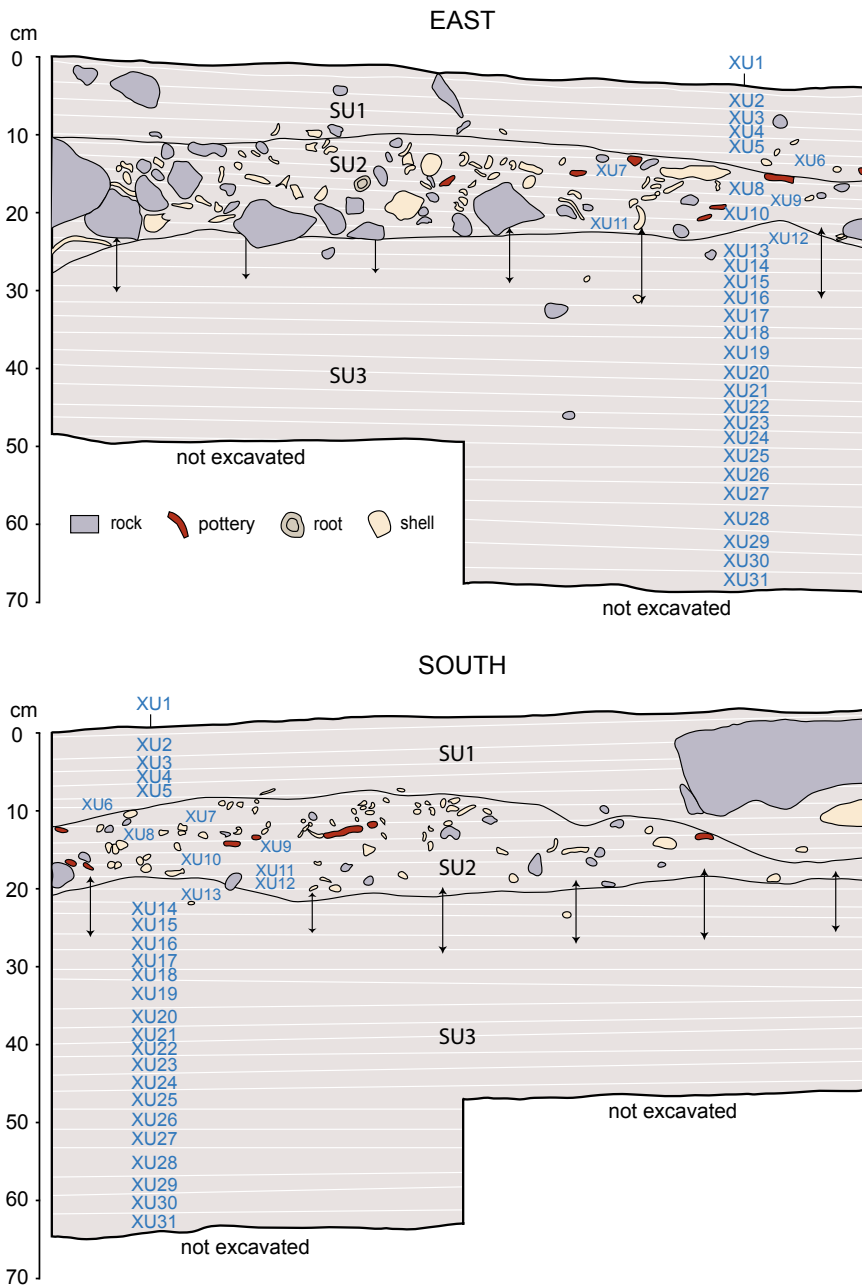 EAST
cm
0
10
20
30
40
50
60
70
XU1
XU2
XU3
XU4
XU5
XU6
XU7
XU8
XU9
XU10
XU11
XU12
XU13
XU14
XU15
XU16
XU17
XU18
XU19
XU20
XU21
XU22
XU23
XU24
XU25
XU26
XU27
XU28
XU29
XU30
XU31
SU1
SU2
SU3
not excavated
rock pottery root shell
not excavated
SOUTH
cm
0
10
20
30
40
50
60
70
XU1
XU2
XU3
XU4
XU5
XU6
XU7
XU8
XU9
XU10
XU11
XU12
XU13
XU14
XU15
XU16
XU17
XU18
XU19
XU20
XU21
XU22
XU23
XU24
XU25
XU26
XU27
XU28
XU29
XU30
XU31
SU1
SU2
SU3
not excavated
not excavated